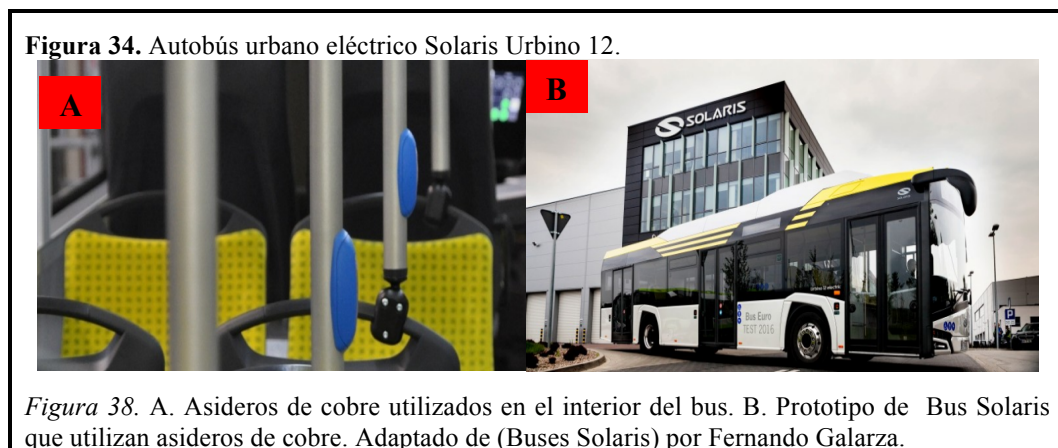 Figura 34. Autobús urbano eléctrico Solaris Urbino 12.
A
B
SOLARIS
Bus Euro
TEST 2016
Figura 38. A. Asideros de cobre utilizados en el interior del bus. B. Prototipo de Bus Solaris
que utilizan asideros de cobre. Adaptado de (Buses Solaris) por Fernando Galarza.